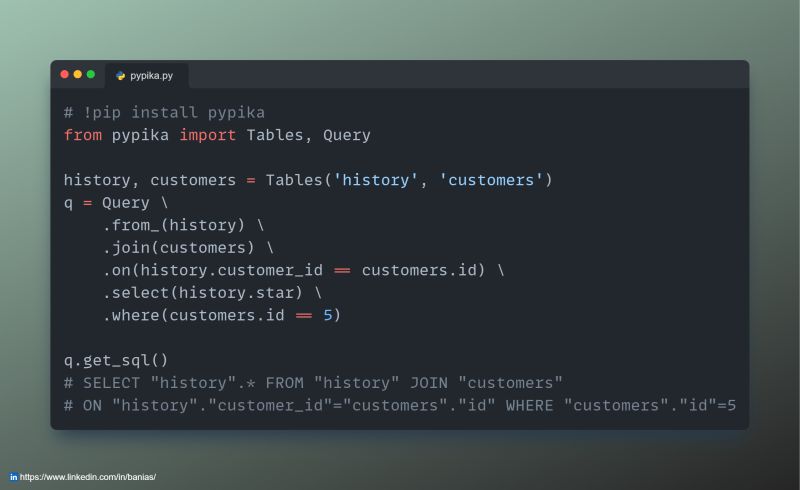 pypika.py
# !pip install pypika
from pypika import Tables, Query
history, customers = Tables('history', 'customers')
q = Query \
.from_(history) \
.join(customers) \
.on(history.customer_id == customers.id) \
.select(history.star) \
.where(customers.id == 5)
q.get_sql()
# SELECT "history".* FROM "history" JOIN "customers"
# ON "history"."customer_id"="customers"."id" WHERE "customers"."id"=5
in https://www.linkedin.com/in/banias/